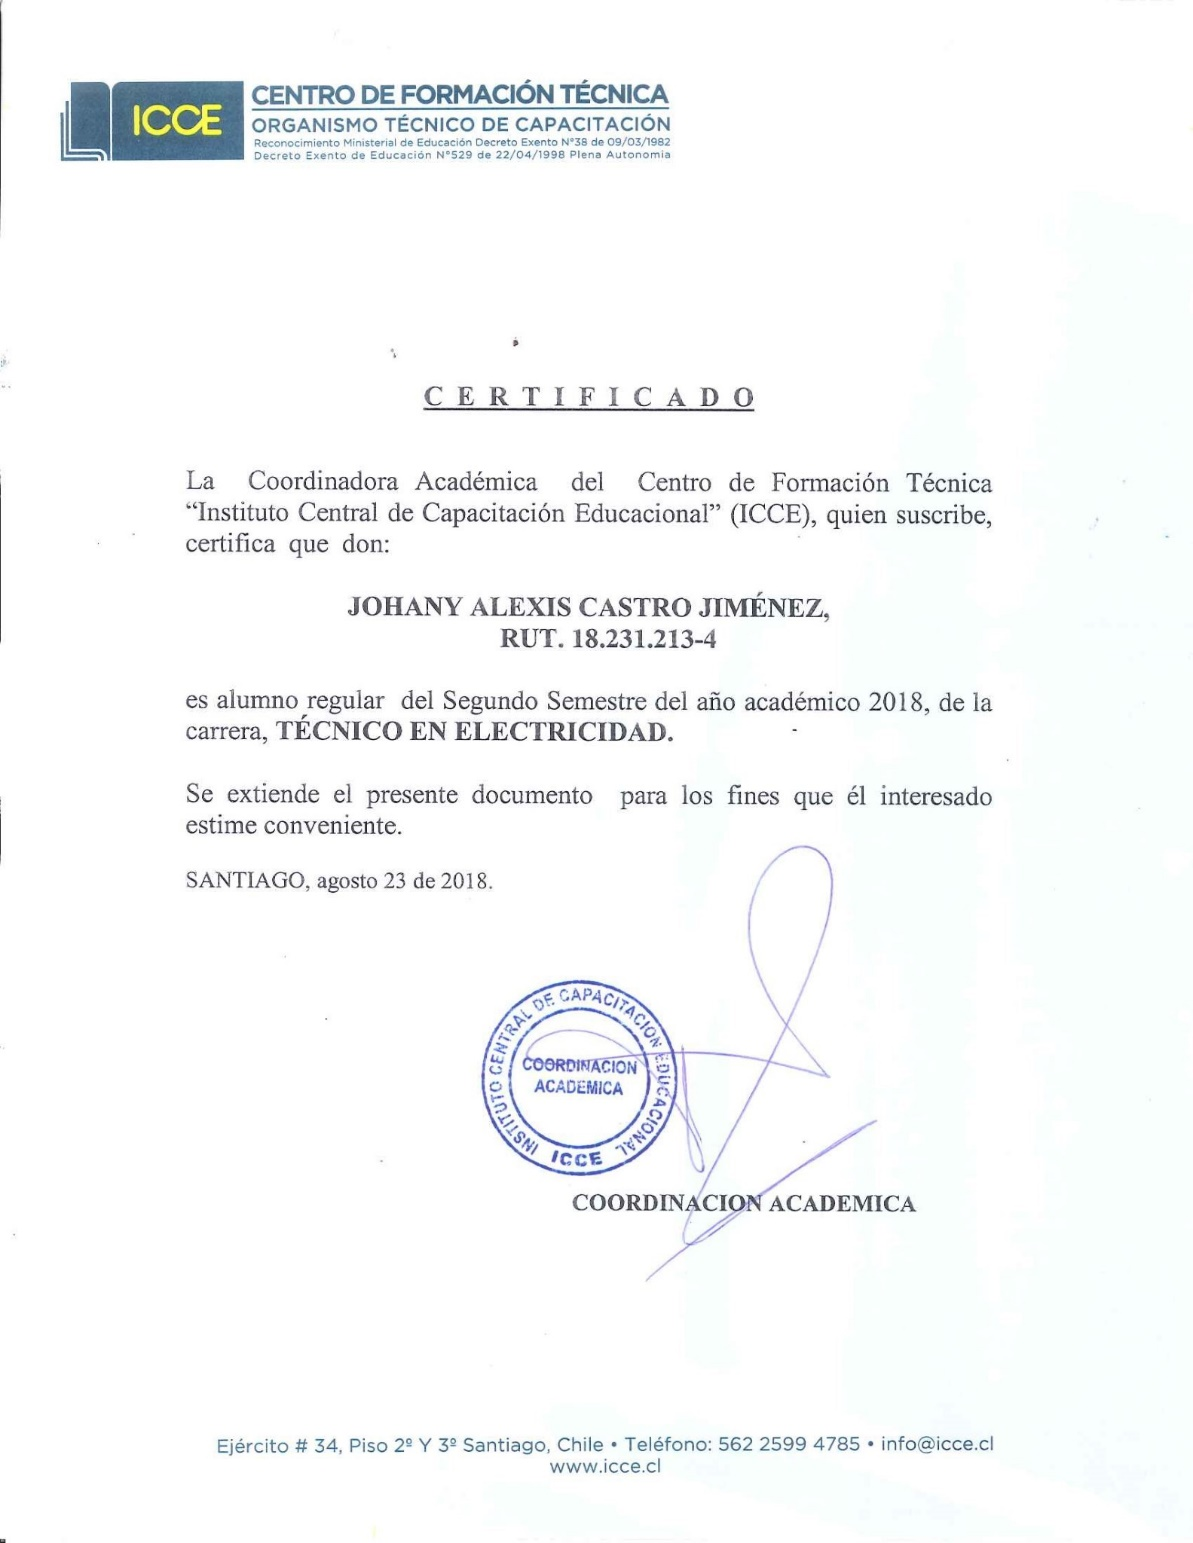 ICCE
CENTRO DE FORMACIÓN TÉCNICA
ORGANISMO TÉCNICO DE CAPACITACIÓN
Reconocimiento Ministerial de Educación Decreto Exento N°38 de 09/03/1982
Decreto Exento de Educación N°529 de 22/04/1998 Plena Autonomia
CERTIFICADO
La Coordinadora Académica del Centro de Formación Técnica
“Instituto Central de Capacitación Educacional” (ICCE), quien suscribe,
certifica que don:
JOHANY ALEXIS CASTRO JIMÉNEZ,
RUT. 18.231.213-4
es alumno regular del Segundo Semestre del año académico 2018, de la
carrera, TÉCNICO EN ELECTRICIDAD.
Se extiende el presente documento para los fines que él interesado
estime conveniente.
SANTIAGO, agosto 23 de 2018.
INSTITUTO CENTRAL DE CAPACITACION EDUCACIONAL
COORDINACION
ACADEMICA
ICCE
COORDINACION ACADEMICA
Ejército # 34, Piso 2º Y 3º Santiago, Chile • Teléfono: 562 2599 4785 • info@icce.cl
www.icce.cl